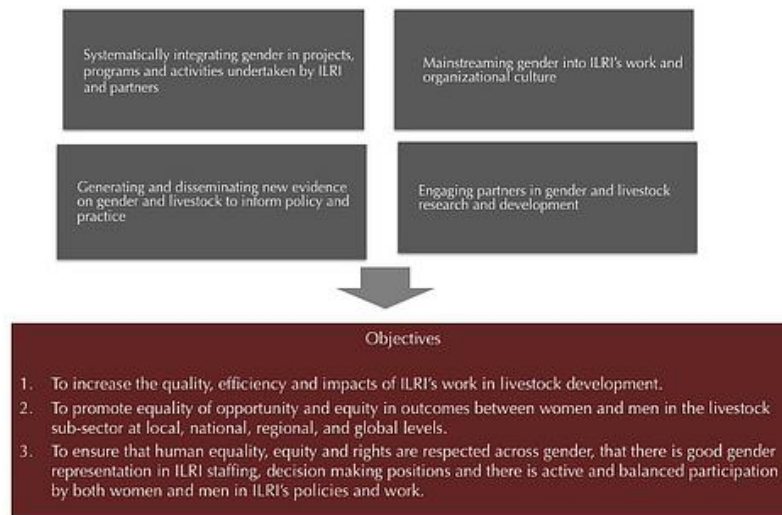 Systematically integrating gender in projects,
programs and activities undertaken by ILRI
and partners
Mainstreaming gender into ILRI's work and
organizational culture
Generating and disseminating new evidence
on gender and livestock to inform policy and
practice
Engaging partners in gender and livestock
research and development
Objectives
1. To increase the quality, efficiency and impacts of ILRI's work in livestock development.
2. To promote equality of opportunity and equity in outcomes between women and men in the livestock
sub-sector at local, national, regional, and global levels.
3. To ensure that human equality, equity and rights are respected across gender, that there is good gender
representation in ILRI staffing, decision making positions and there is active and balanced participation
by both women and men in ILRI's policies and work.